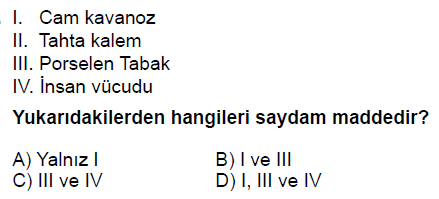 I. Cam kavanoz
II. Tahta kalem
III. Porselen Tabak
IV. İnsan vücudu
Yukarıdakilerden hangileri saydam maddedir?
A) Yalnız I B) I ve III
C) III ve IV D) I, III ve IV